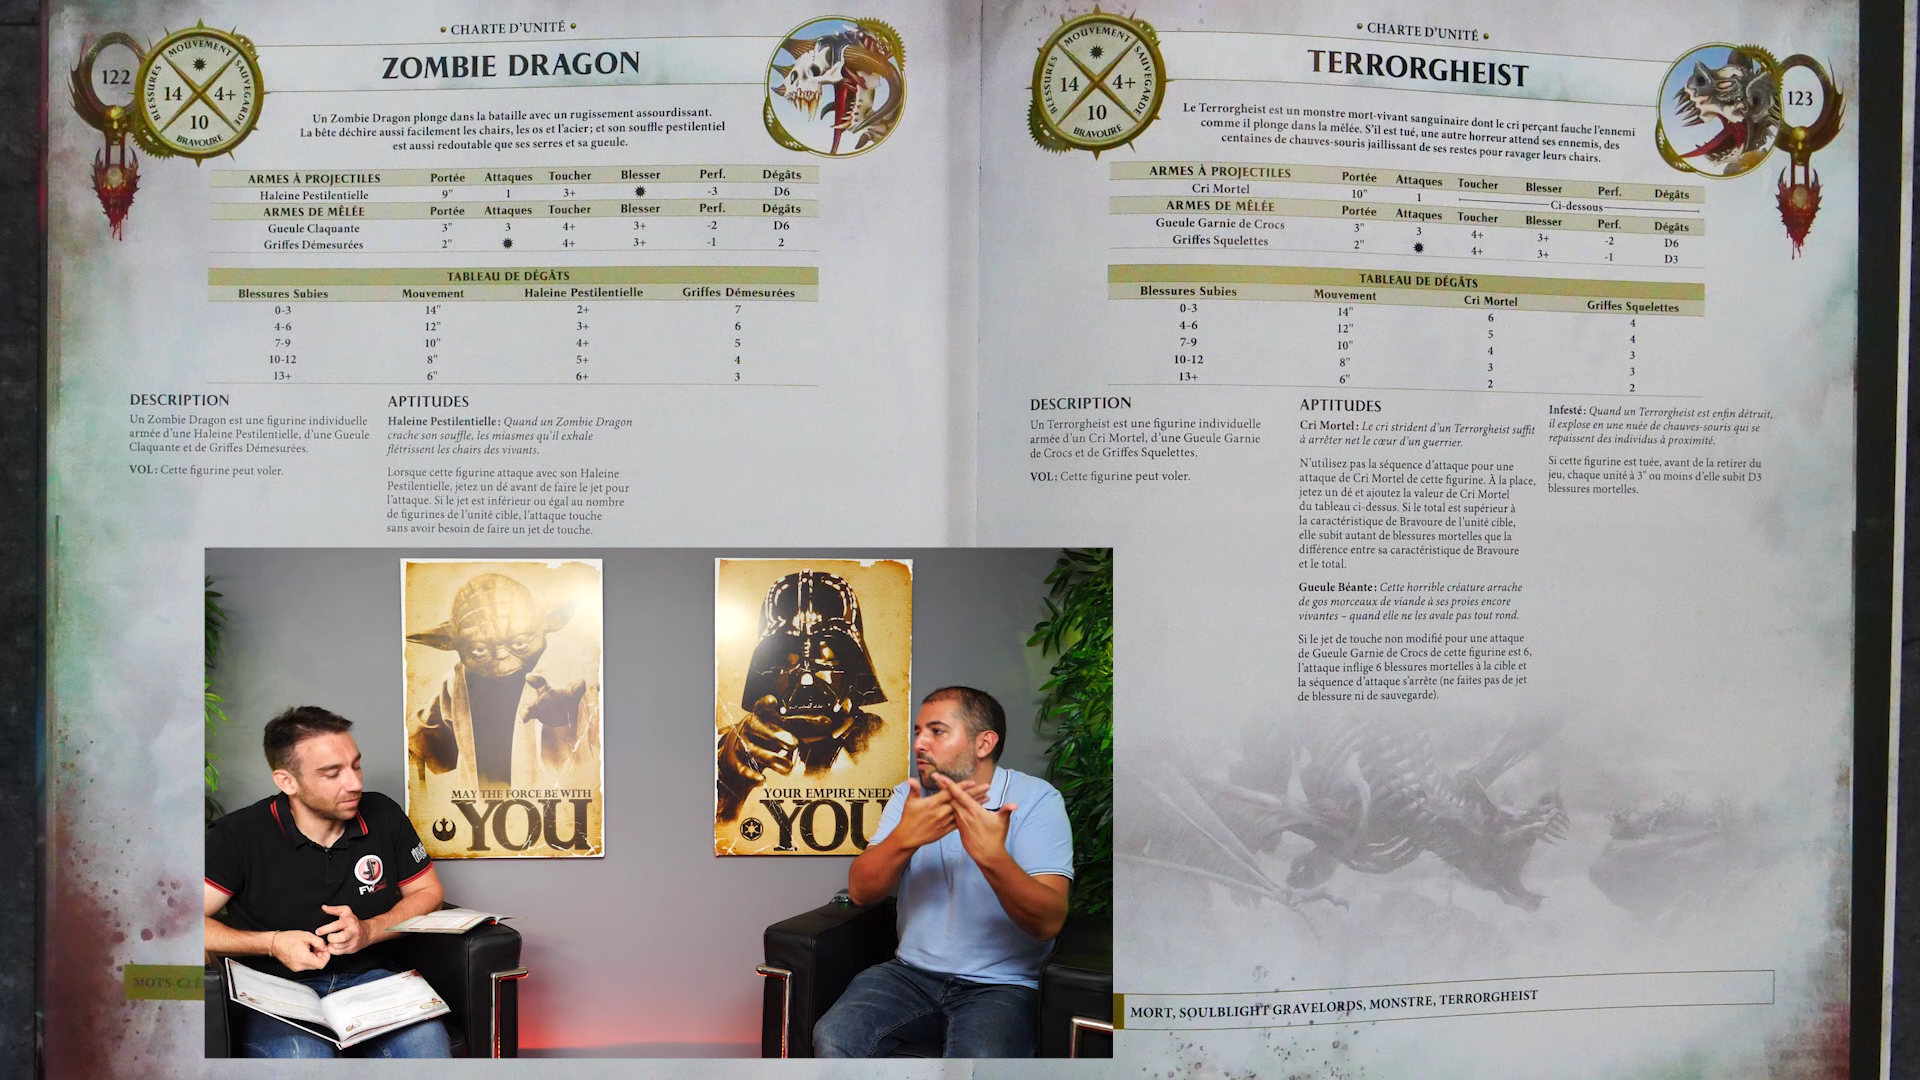 122
MOUVEMENT
BLESSURES
14
4+
SAUVEGARDE
10
BRAVOURE
• CHARTE D'UNITÉ •
ZOMBIE DRAGON
Un Zombie Dragon plonge dans la bataille avec un rugissement assourdissant.
La bête déchire aussi facilement les chairs, les os et l'acier ; et son souffle pestilentiel
est aussi redoutable que ses serres et sa gueule.
ARMES À PROJECTILES Portée Attaques Toucher Blesser Perf. Dégâts
Haleine Pestilentielle 9" 1 3+ ✹ -3 D6
ARMES DE MÊLÉE Portée Attaques Toucher Blesser Perf. Dégâts
Gueule Claquante 3" 3 4+ 3+ -2 D6
Griffes Démesurées 2" ✹ 4+ 3+ -1 2
TABLEAU DE DÉGÂTS
Blessures Subies Mouvement Haleine Pestilentielle Griffes Démesurées
0-3 14" 2+ 7
4-6 12" 3+ 6
7-9 10" 4+ 5
10-12 8" 5+ 4
13+ 6" 6+ 3
DESCRIPTION
Un Zombie Dragon est une figurine individuelle
armée d'une Haleine Pestilentielle, d'une Gueule
Claquante et de Griffes Démesurées.
VOL : Cette figurine peut voler.
APTITUDES
Haleine Pestilentielle : Quand un Zombie Dragon
crache son souffle, les miasmes qu'il exhale
flétrissent les chairs des vivants.
Lorsque cette figurine attaque avec son Haleine
Pestilentielle, jetez un dé avant de faire le jet pour
l'attaque. Si le jet est inférieur ou égal au nombre
de figurines de l'unité cible, l'attaque touche
sans avoir besoin de faire un jet de touche.
MOTS-CLÉ
MOUVEMENT
BLESSURES
14
4+
SAUVEGARDE
10
BRAVOURE
• CHARTE D'UNITÉ •
TERRORGHEIST
123
Le Terrorgheist est un monstre mort-vivant sanguinaire dont le cri perçant fauche l'ennemi
comme il plonge dans la mêlée. S'il est tué, une autre horreur attend ses ennemis, des
centaines de chauves-souris jaillissant de ses restes pour ravager leurs chairs.
ARMES À PROJECTILES Portée Attaques Toucher Blesser Perf. Dégâts
Cri Mortel 10" 1 Ci-dessous
ARMES DE MÊLÉE Portée Attaques Toucher Blesser Perf. Dégâts
Gueule Garnie de Crocs 3" 3 4+ 3+ -2 D6
Griffes Squelettes 2" ✹ 4+ 3+ -1 D3
TABLEAU DE DÉGÂTS
Blessures Subies Mouvement Cri Mortel Griffes Squelettes
0-3 14" 6 4
4-6 12" 5 4
7-9 10" 4 3
10-12 8" 3 3
13+ 6" 2 2
DESCRIPTION
Un Terrorgheist est une figurine individuelle
armée d'un Cri Mortel, d'une Gueule Garnie
de Crocs et de Griffes Squelettes.
VOL : Cette figurine peut voler.
APTITUDES
Cri Mortel : Le cri strident d'un Terrorgheist suffit
à arrêter net le cœur d'un guerrier.
N'utilisez pas la séquence d'attaque pour une
attaque de Cri Mortel de cette figurine. À la place,
jetez un dé et ajoutez la valeur de Cri Mortel
du tableau ci-dessus. Si le total est supérieur à
la caractéristique de Bravoure de l'unité cible,
elle subit autant de blessures mortelles que la
différence entre sa caractéristique de Bravoure
et le total.
Gueule Béante : Cette horrible créature arrache
de gos morceaux de viande à ses proies encore
vivantes – quand elle ne les avale pas tout rond.
Si le jet de touche non modifié pour une attaque
de Gueule Garnie de Crocs de cette figurine est 6,
l'attaque inflige 6 blessures mortelles à la cible et
la séquence d'attaque s'arrête (ne faites pas de jet
de blessure ni de sauvegarde).
Infesté : Quand un Terrorgheist est enfin détruit,
il explose en une nuée de chauves-souris qui se
repaissent des individus à proximité.
Si cette figurine est tuée, avant de la retirer du
jeu, chaque unité à 3" ou moins d'elle subit D3
blessures mortelles.
MORT, SOULBLIGHT GRAVELORDS, MONSTRE, TERRORGHEIST
MAY THE FORCE BE WITH
YOU
YOUR EMPIRE NEEDS
YOU